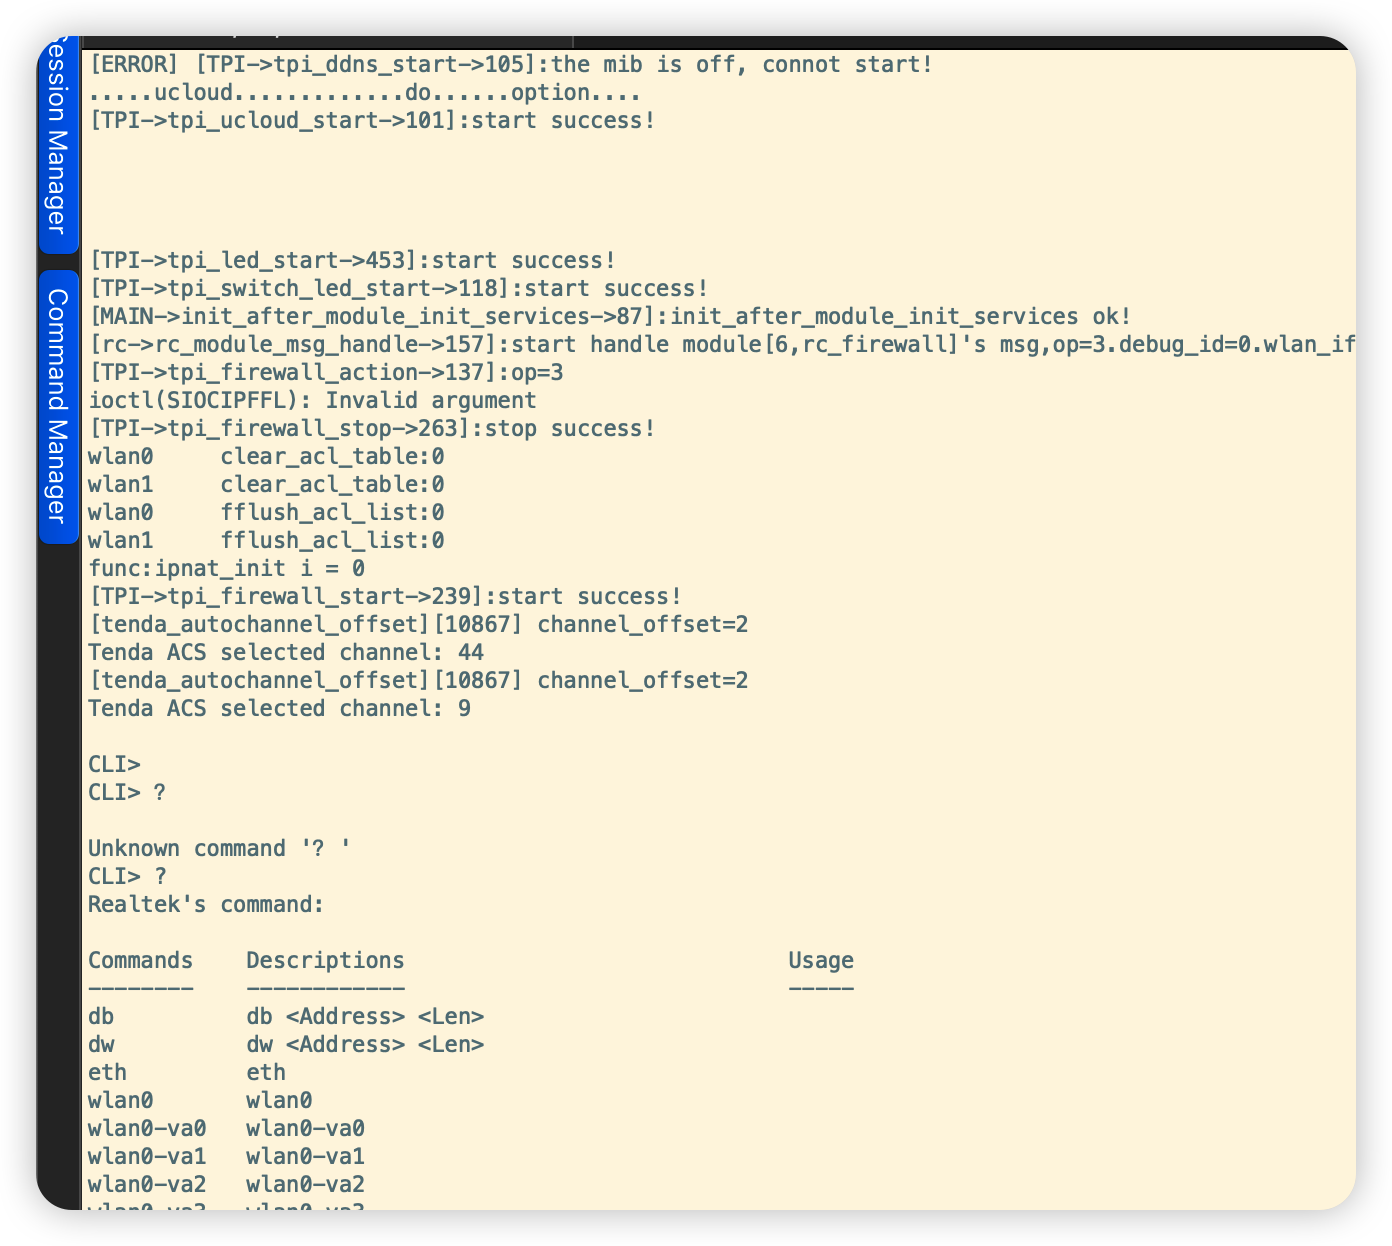 ession Manager
Command Manager
[ERROR] [TPI->tpi_ddns_start->105]:the mib is off, connot start!
.....ucloud.............do......option....
[TPI->tpi_ucloud_start->101]:start success!
[TPI->tpi_led_start->453]:start success!
[TPI->tpi_switch_led_start->118]:start success!
[MAIN->init_after_module_init_services->87]:init_after_module_init_services ok!
[rc->rc_module_msg_handle->157]:start handle module[6,rc_firewall]'s msg,op=3.debug_id=0.wlan_if
[TPI->tpi_firewall_action->137]:op=3
ioctl(SIOCIPFFL): Invalid argument
[TPI->tpi_firewall_stop->263]:stop success!
wlan0     clear_acl_table:0
wlan1     clear_acl_table:0
wlan0     fflush_acl_list:0
wlan1     fflush_acl_list:0
func:ipnat_init i = 0
[TPI->tpi_firewall_start->239]:start success!
[tenda_autochannel_offset][10867] channel_offset=2
Tenda ACS selected channel: 44
[tenda_autochannel_offset][10867] channel_offset=2
Tenda ACS selected channel: 9
CLI>
CLI> ?
Unknown command '? '
CLI> ?
Realtek's command:
Commands    Descriptions                             Usage
--------    ------------                             -----
db          db <Address> <Len>
dw          dw <Address> <Len>
eth         eth
wlan0       wlan0
wlan0-va0   wlan0-va0
wlan0-va1   wlan0-va1
wlan0-va2   wlan0-va2
wlan0-va3   wlan0-va3